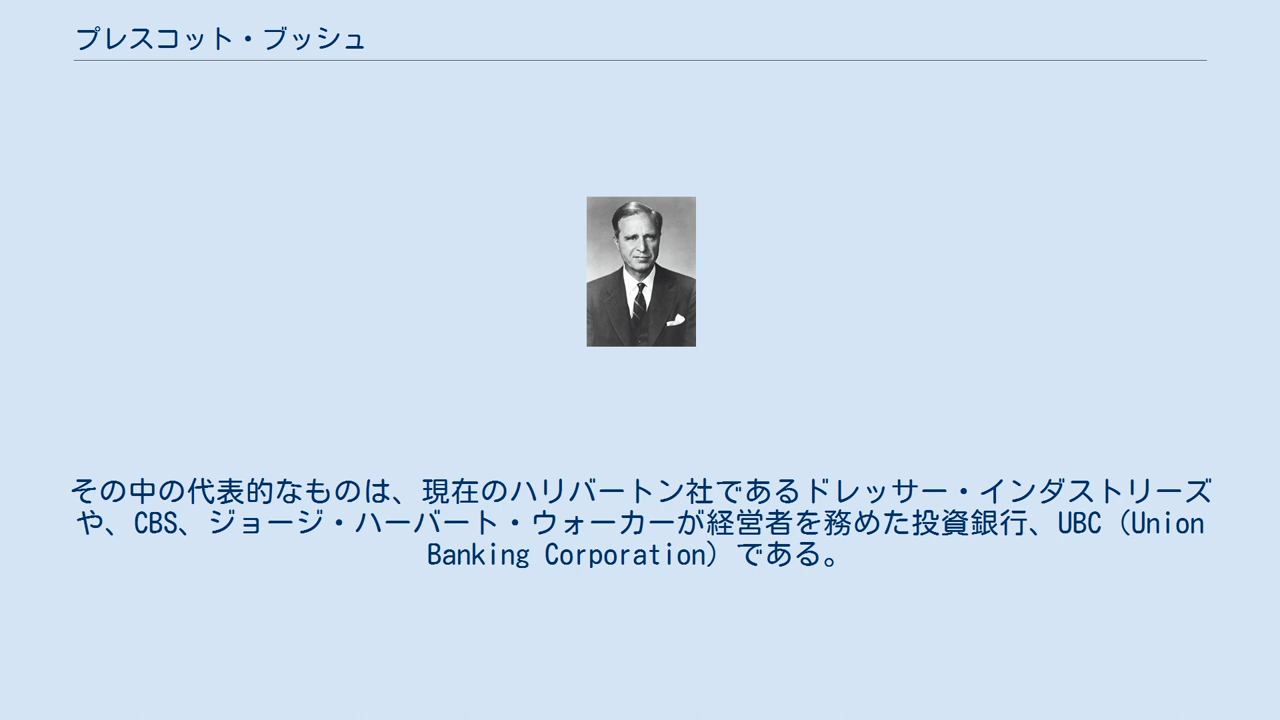 プレスコット・ブッシュ
その中の代表的なものは、現在のハリバートン社であるドレッサー・インダストリーズ
や、CBS、ジョージ・ハーバート・ウォーカーが経営者を務めた投資銀行、UBC（Union
Banking Corporation）である。